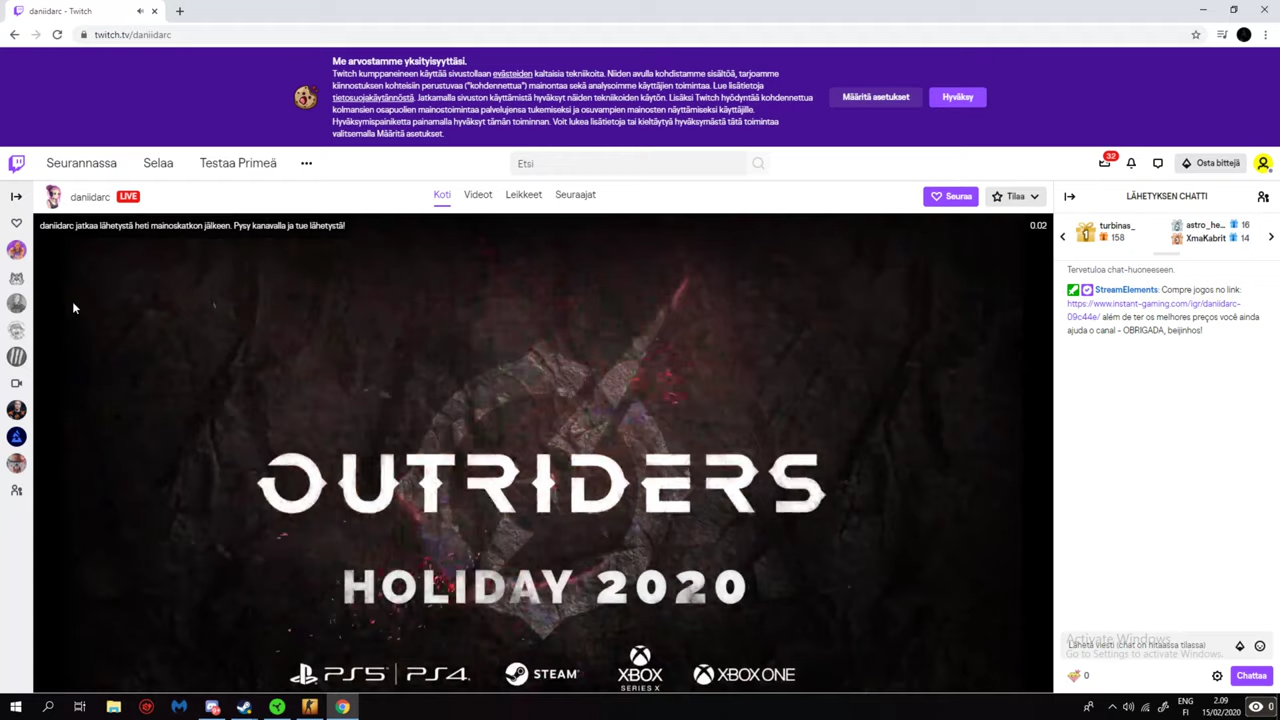 daniidarc - Twitch
twitch.tv/daniidarc
Me arvostamme yksityisyyttäsi.
Twitch kumppaneineen käyttää sivustollaan evästeiden kaltaisia tekniikoita. Niiden avulla kohdistamme sisältöä, tarjoamme
kiinnostuksen kohteisiin perustuvaa ("kohdennettua") mainontaa sekä analysoimme käyttäjien toimintaa. Lue lisätietoja
tietosuojakäytännöstä. Jatkamalla sivuston käyttämistä hyväksyt näiden tekniikoiden käytön. Lisäksi Twitch hyödyntää kohdennettua
kolmansien osapuolien mainostoimintaa palvelujensa tukemiseksi ja osuvampien mainosten näyttämiseksi käyttäjille.
Hyväksymispainiketta painamalla hyväksyt tämän toiminnan. Voit lukea lisätietoja tai kieltäytyä hyväksymästä tätä toimintaa
valitsemalla Määritä asetukset.
Määritä asetukset
Hyväksy
Seurannassa
Selaa
Testaa Primeä
Etsi
32
Osta bittejä
daniidarc
LIVE
Koti
Videot
Leikkeet
Seuraajat
Seuraa
Tilaa
LÄHETYKSEN CHATTI
daniidarc jatkaa lähetystä heti mainoskatkon jälkeen. Pysy kanavalla ja tue lähetystä!
0.02
1
turbinas_
158
astro_he...
16
XmaKabrit
14
Tervetuloa chat-huoneeseen.
StreamElements: Compre jogos no link:
https://www.instant-gaming.com/igr/daniidarc-
09c44e/ além de ter os melhores preços você ainda
ajuda o canal - OBRIGADA, beijinhos!
OUTRIDERS
HOLIDAY 2020
PS5 | PS4
STEAM
XBOX
SERIES X
XBOX ONE
Activate Windows
Lähetä viesti (chat on hitaassa tilassa)
Go to Settings to activate Windows.
0
Chattaa
ENG
FI
2.09
15/02/2020
0